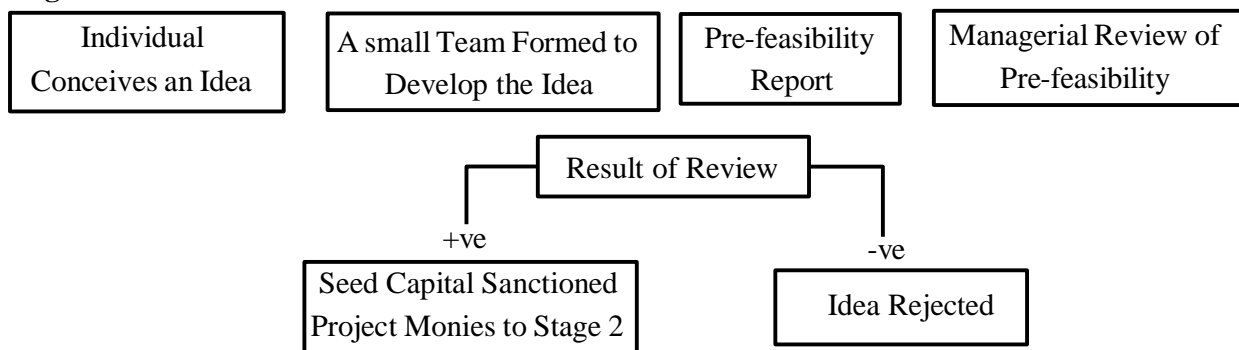 Individual
Conceives an Idea
A small Team Formed to
Develop the Idea
Pre-feasibility
Report
Managerial Review of
Pre-feasibility
Result of Review
+ve
-ve
Seed Capital Sanctioned
Project Monies to Stage 2
Idea Rejected